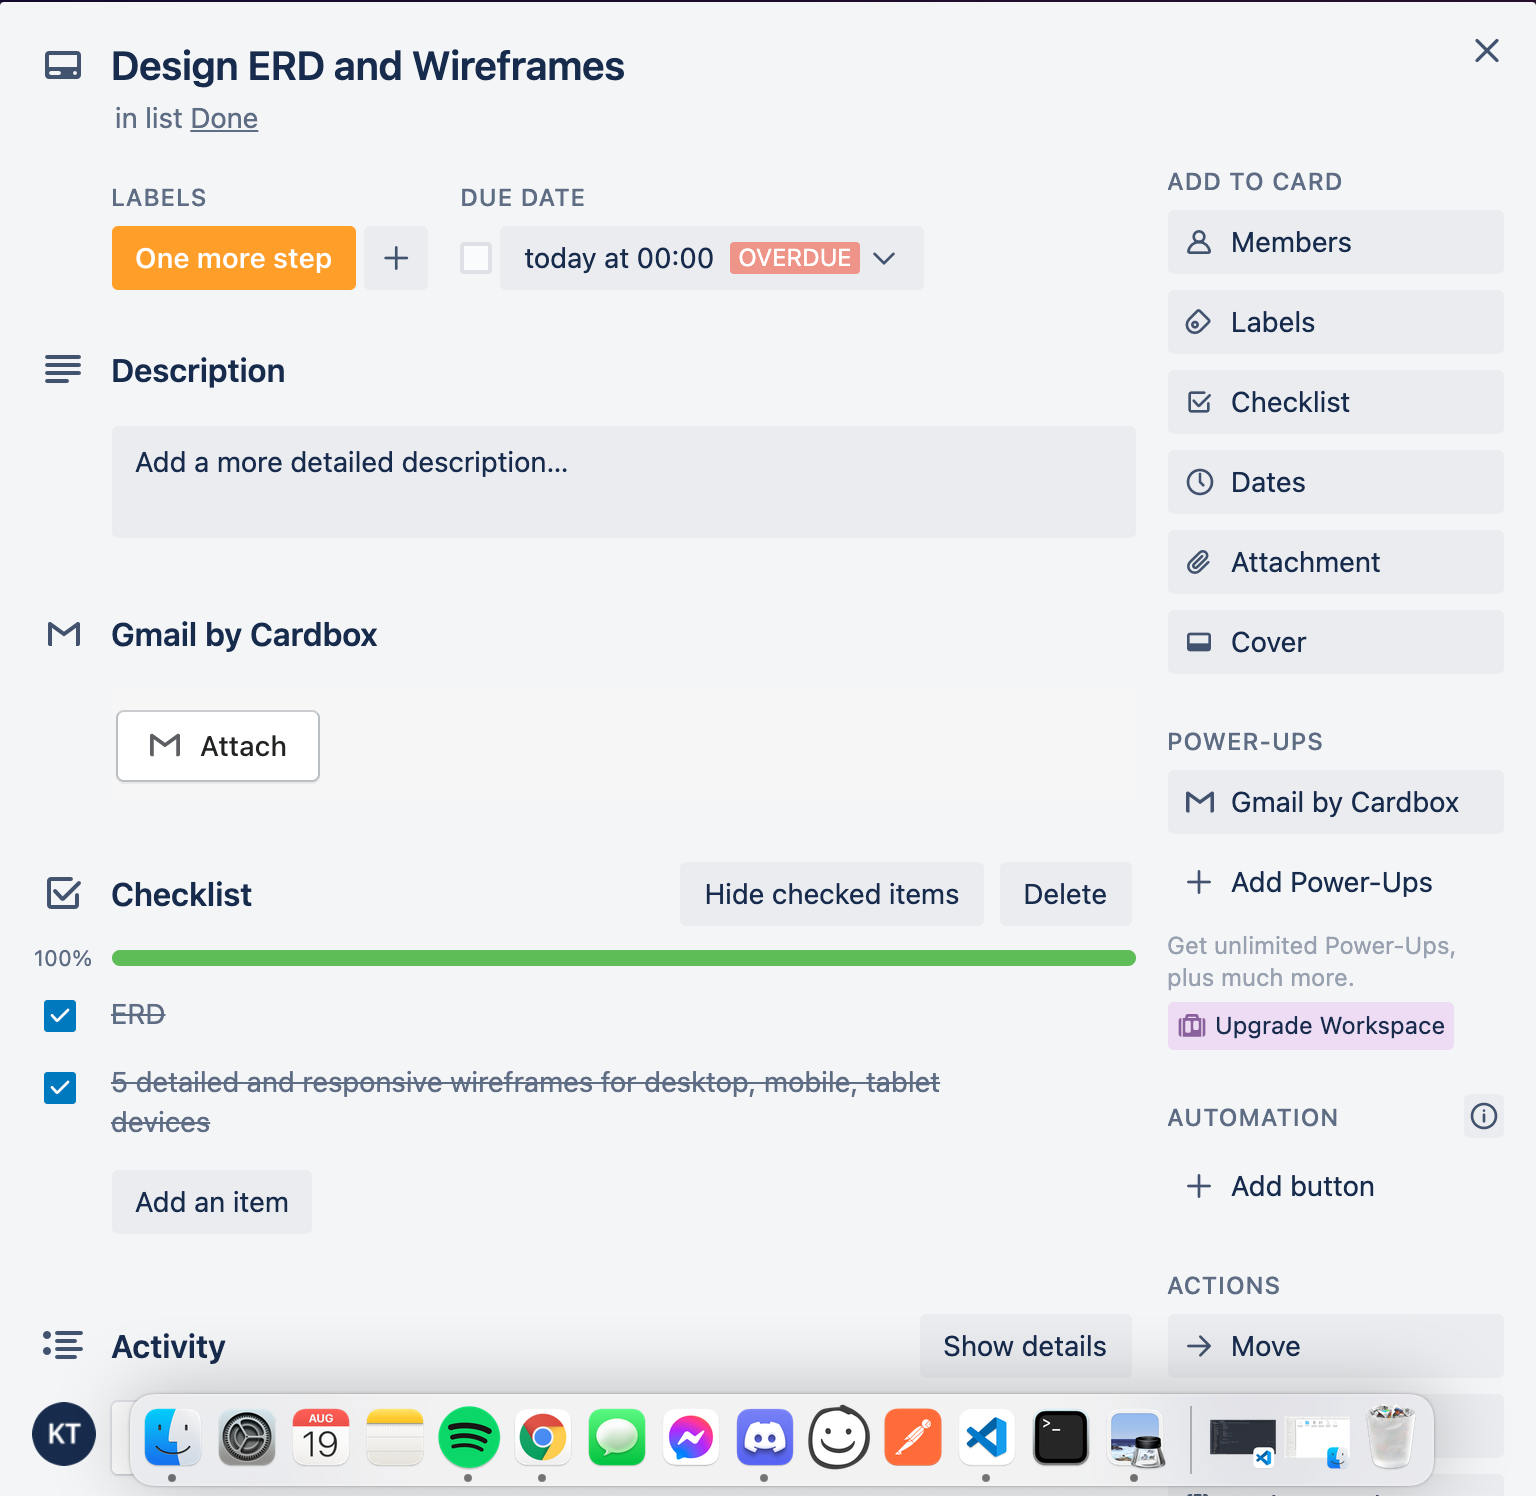 Design ERD and Wireframes
in list Done
LABELS
One more step
DUE DATE
today at 00:00 OVERDUE
Description
Add a more detailed description...
Gmail by Cardbox
Attach
Checklist
Hide checked items
Delete
100%
ERD
5 detailed and responsive wireframes for desktop, mobile, tablet
devices
Add an item
Activity
Show details
KT
ADD TO CARD
Members
Labels
Checklist
Dates
Attachment
Cover
POWER-UPS
Gmail by Cardbox
Add Power-Ups
Get unlimited Power-Ups,
plus much more.
Upgrade Workspace
AUTOMATION
Add button
ACTIONS
Move
AUG
19
>_